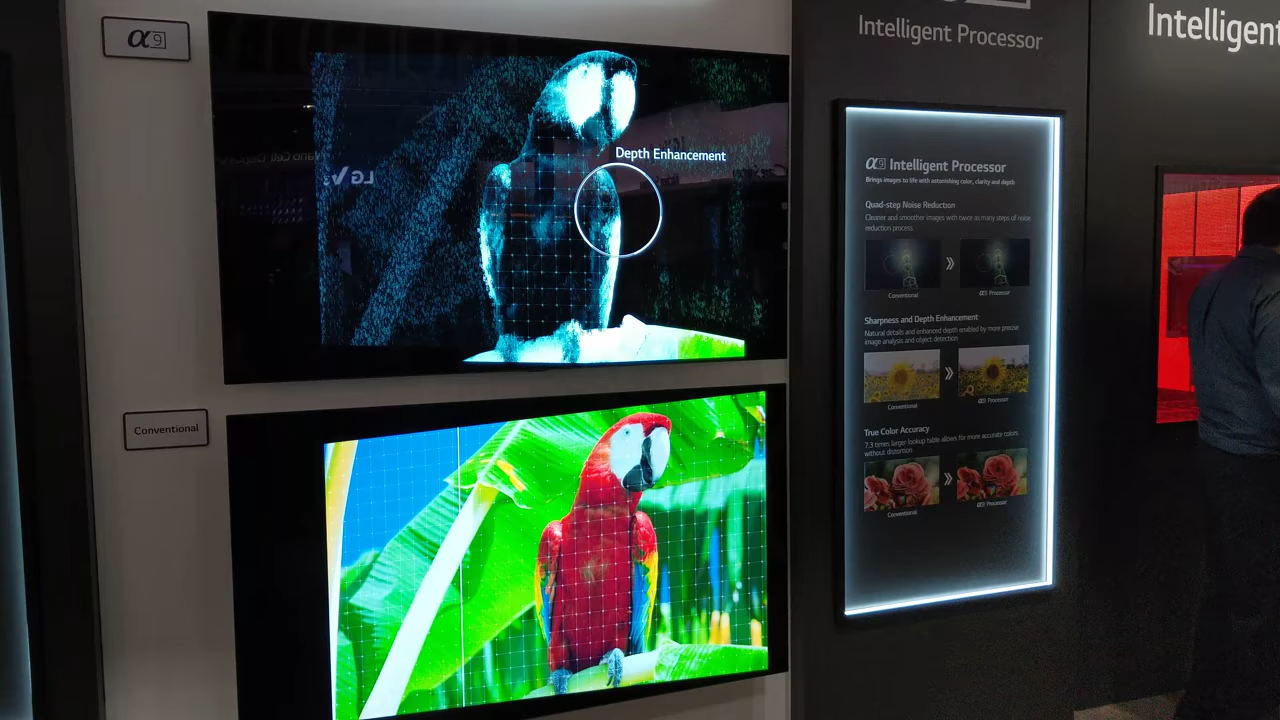 α9
Depth Enhancement
LG V
Conventional
Intelligent Processor
α9 Intelligent Processor
Brings images to life with astonishing color, clarity and depth
Quad-step Noise Reduction
Cleaner and smoother images with twice as many steps of noise
reduction process
Conventional
α9 Processor
Sharpness and Depth Enhancement
Natural details and enhanced depth enabled by more precise
image analysis and object detection
Conventional
α9 Processor
True Color Accuracy
7.3 times larger lookup table allows for more accurate colors
without distortion
Conventional
α9 Processor
Intelligent